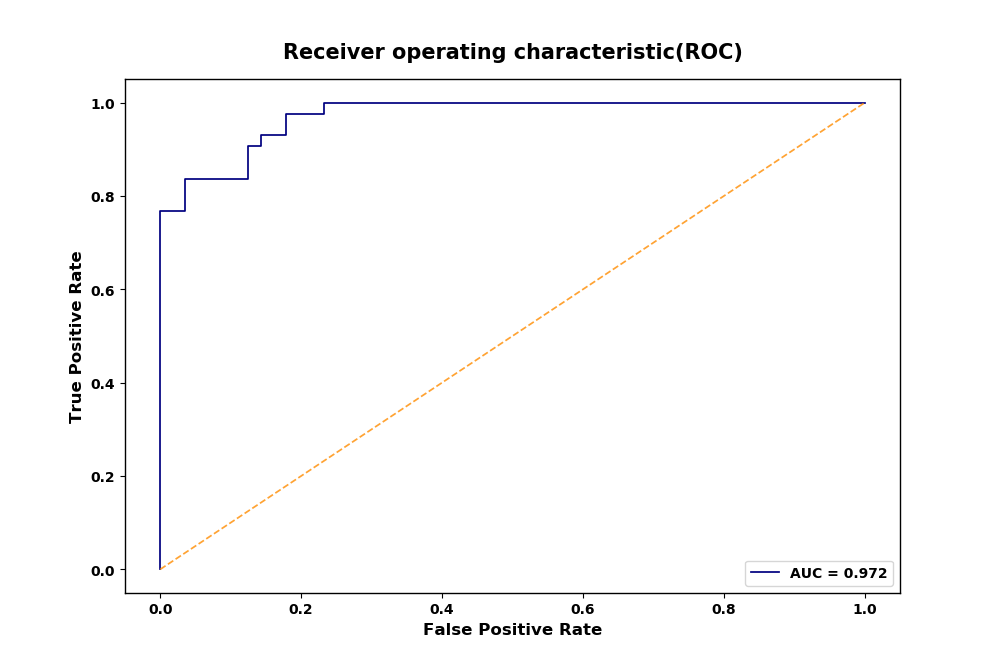 Receiver operating characteristic(ROC)
1.0
0.8
0.6
0.4
0.2
0.0
True Positive Rate
AUC = 0.972
0.0 0.2 0.4 0.6 0.8 1.0
False Positive Rate